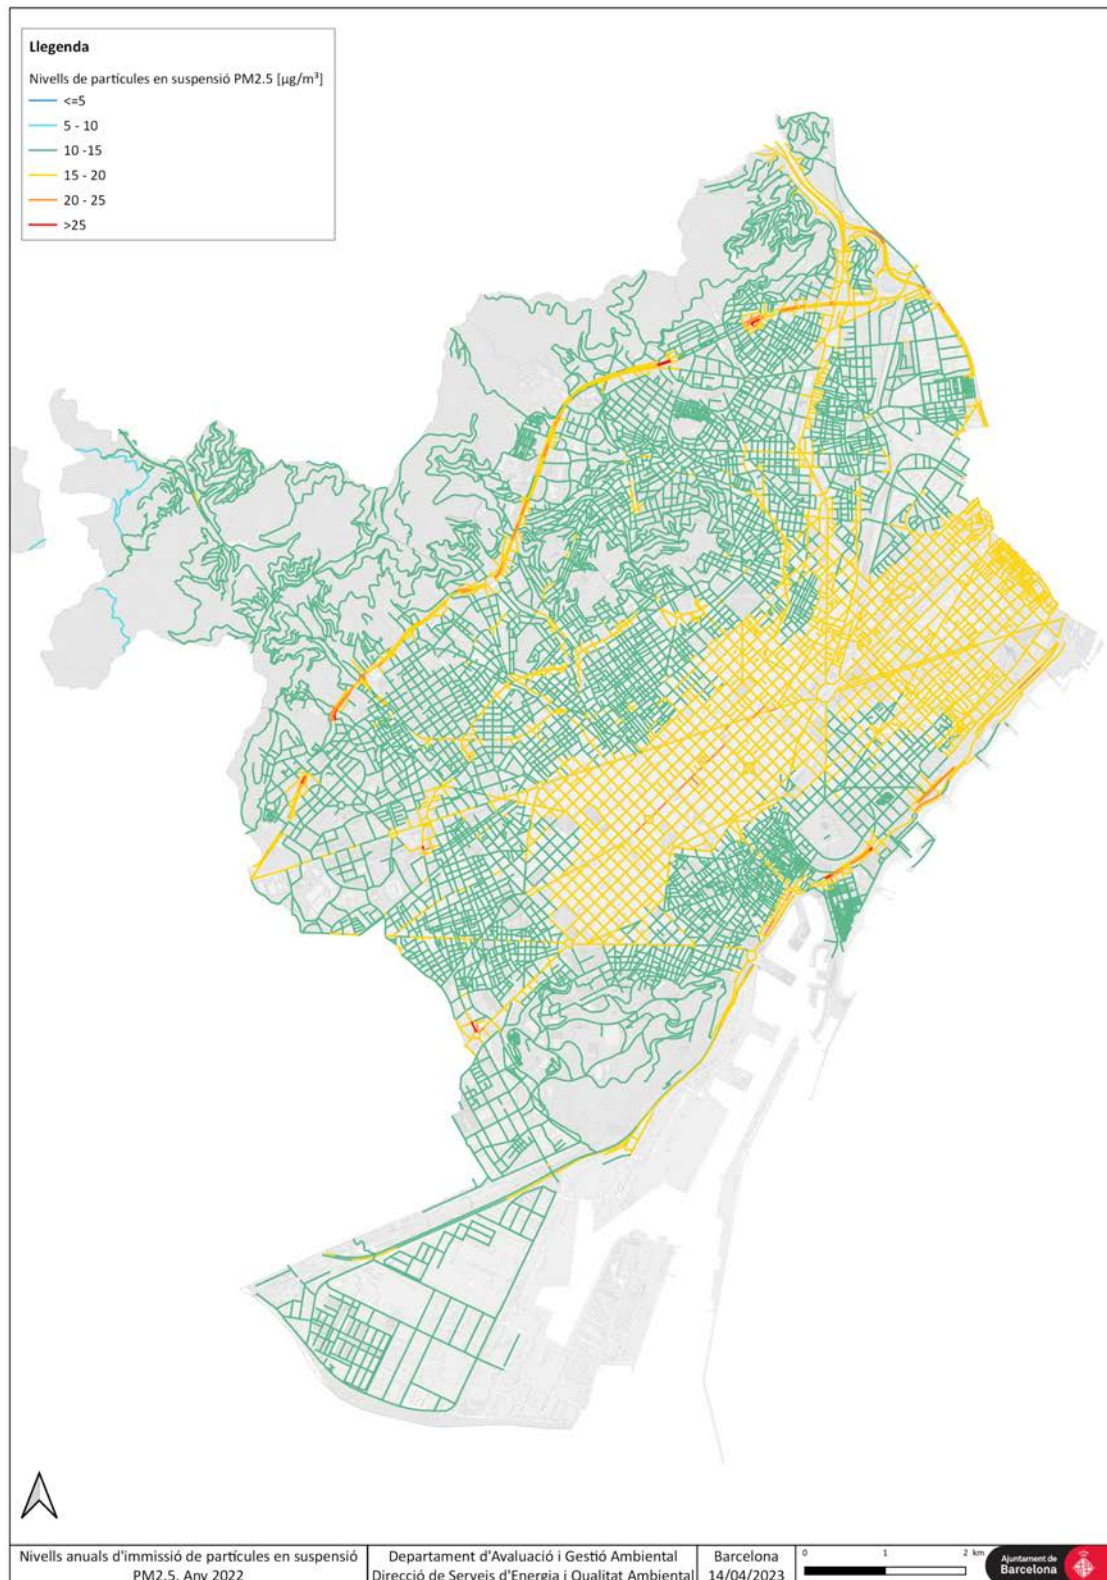 Llegenda
Nivells de partícules en suspensió PM2.5 [µg/m³]
<=5
5 - 10
10 -15
15 - 20
20 - 25
>25
Nivells anuals d'immissió de partícules en suspensió
PM2.5. Any 2022
Departament d'Avaluació i Gestió Ambiental
Direcció de Serveis d'Energia i Qualitat Ambiental
Barcelona
14/04/2023
0 1 2 km
Ajuntament de
Barcelona